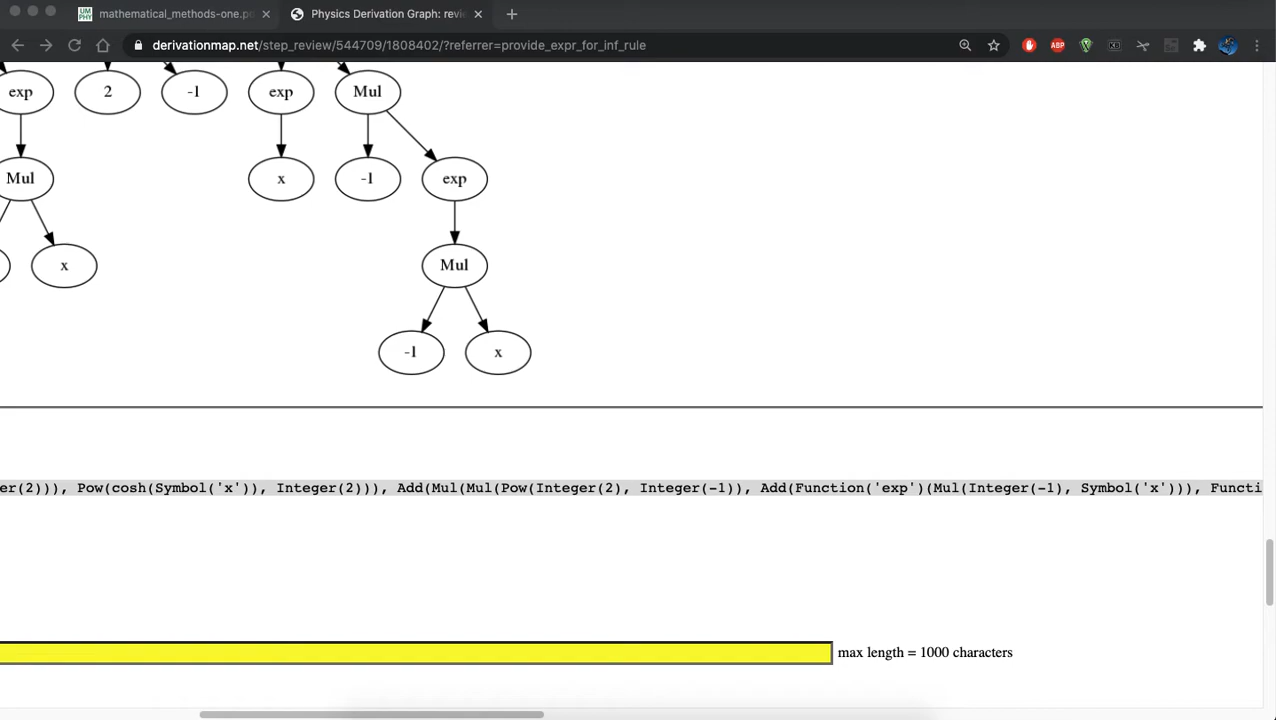 mathematical_methods-one.p
Physics Derivation Graph: revi
derivationmap.net/step_review/544709/1808402/?referrer=provide_expr_for_inf_rule
ABP
exp 2 -1 exp Mul
Mul x -1 exp
x Mul
-1 x
er(2))), Pow(cosh(Symbol('x')), Integer(2))), Add(Mul(Mul(Pow(Integer(2), Integer(-1)), Add(Function('exp')(Mul(Integer(-1), Symbol('x'))), Functi
max length = 1000 characters